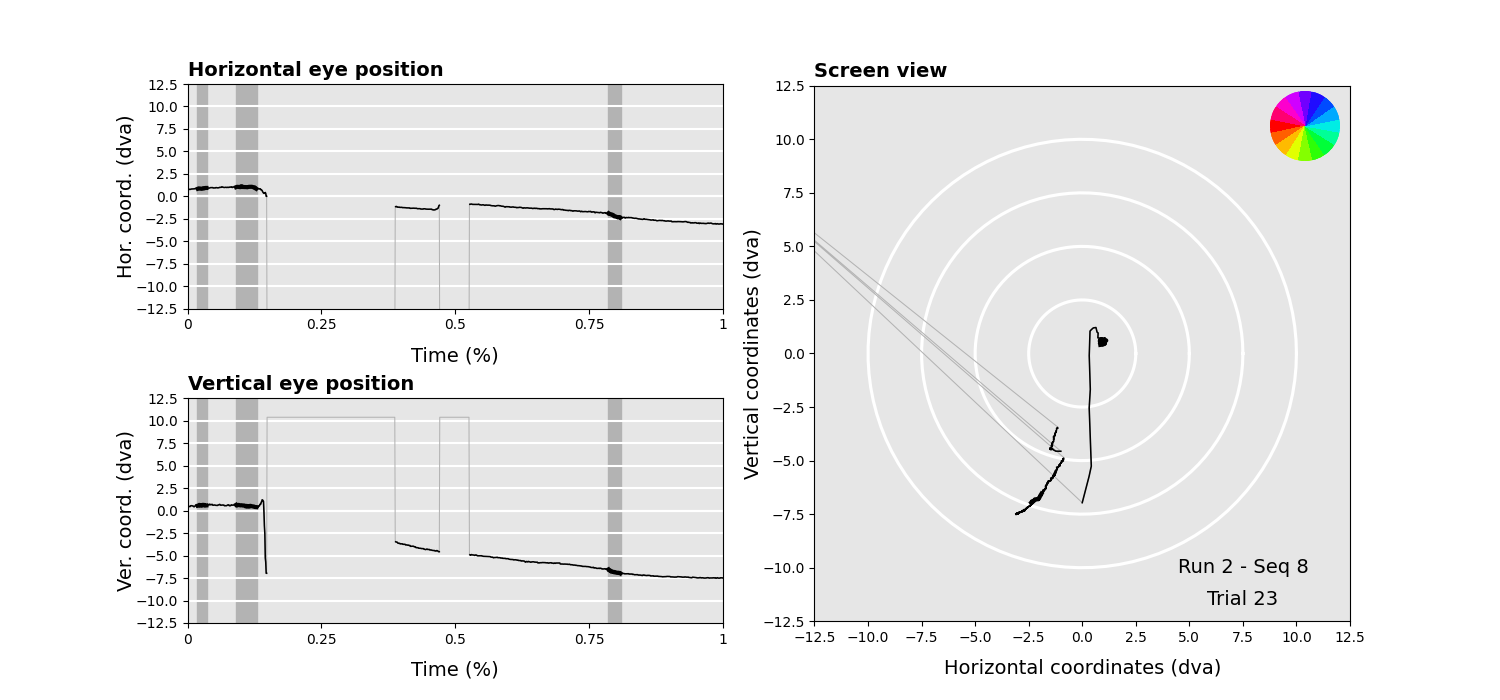 Horizontal eye position
12.5
10.0
7.5
5.0
2.5
0.0
−2.5
−5.0
−7.5
−10.0
−12.5
Hor. coord. (dva)
0 0.25 0.5 0.75 1
Time (%)
Vertical eye position
12.5
10.0
7.5
5.0
2.5
0.0
−2.5
−5.0
−7.5
−10.0
−12.5
Ver. coord. (dva)
0 0.25 0.5 0.75 1
Time (%)
Screen view
12.5
10.0
7.5
5.0
2.5
0.0
−2.5
−5.0
−7.5
−10.0
−12.5
Vertical coordinates (dva)
Run 2 - Seq 8
Trial 23
−12.5 −10.0 −7.5 −5.0 −2.5 0.0 2.5 5.0 7.5 10.0 12.5
Horizontal coordinates (dva)